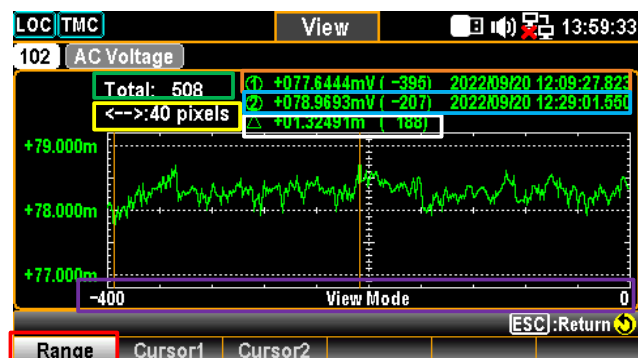 LOC TMC View 13:59:33
102 AC Voltage
Total: 508
<-->:40 pixels
① +077.6444mV ( -395) 2022/09/20 12:09:27.823
② +078.9693mV ( -207) 2022/09/20 12:29:01.550
△ +01.32491m ( 188)
+79.000m
+78.000m
+77.000m
-400 View Mode 0
ESC :Return
Range Cursor1 Cursor2